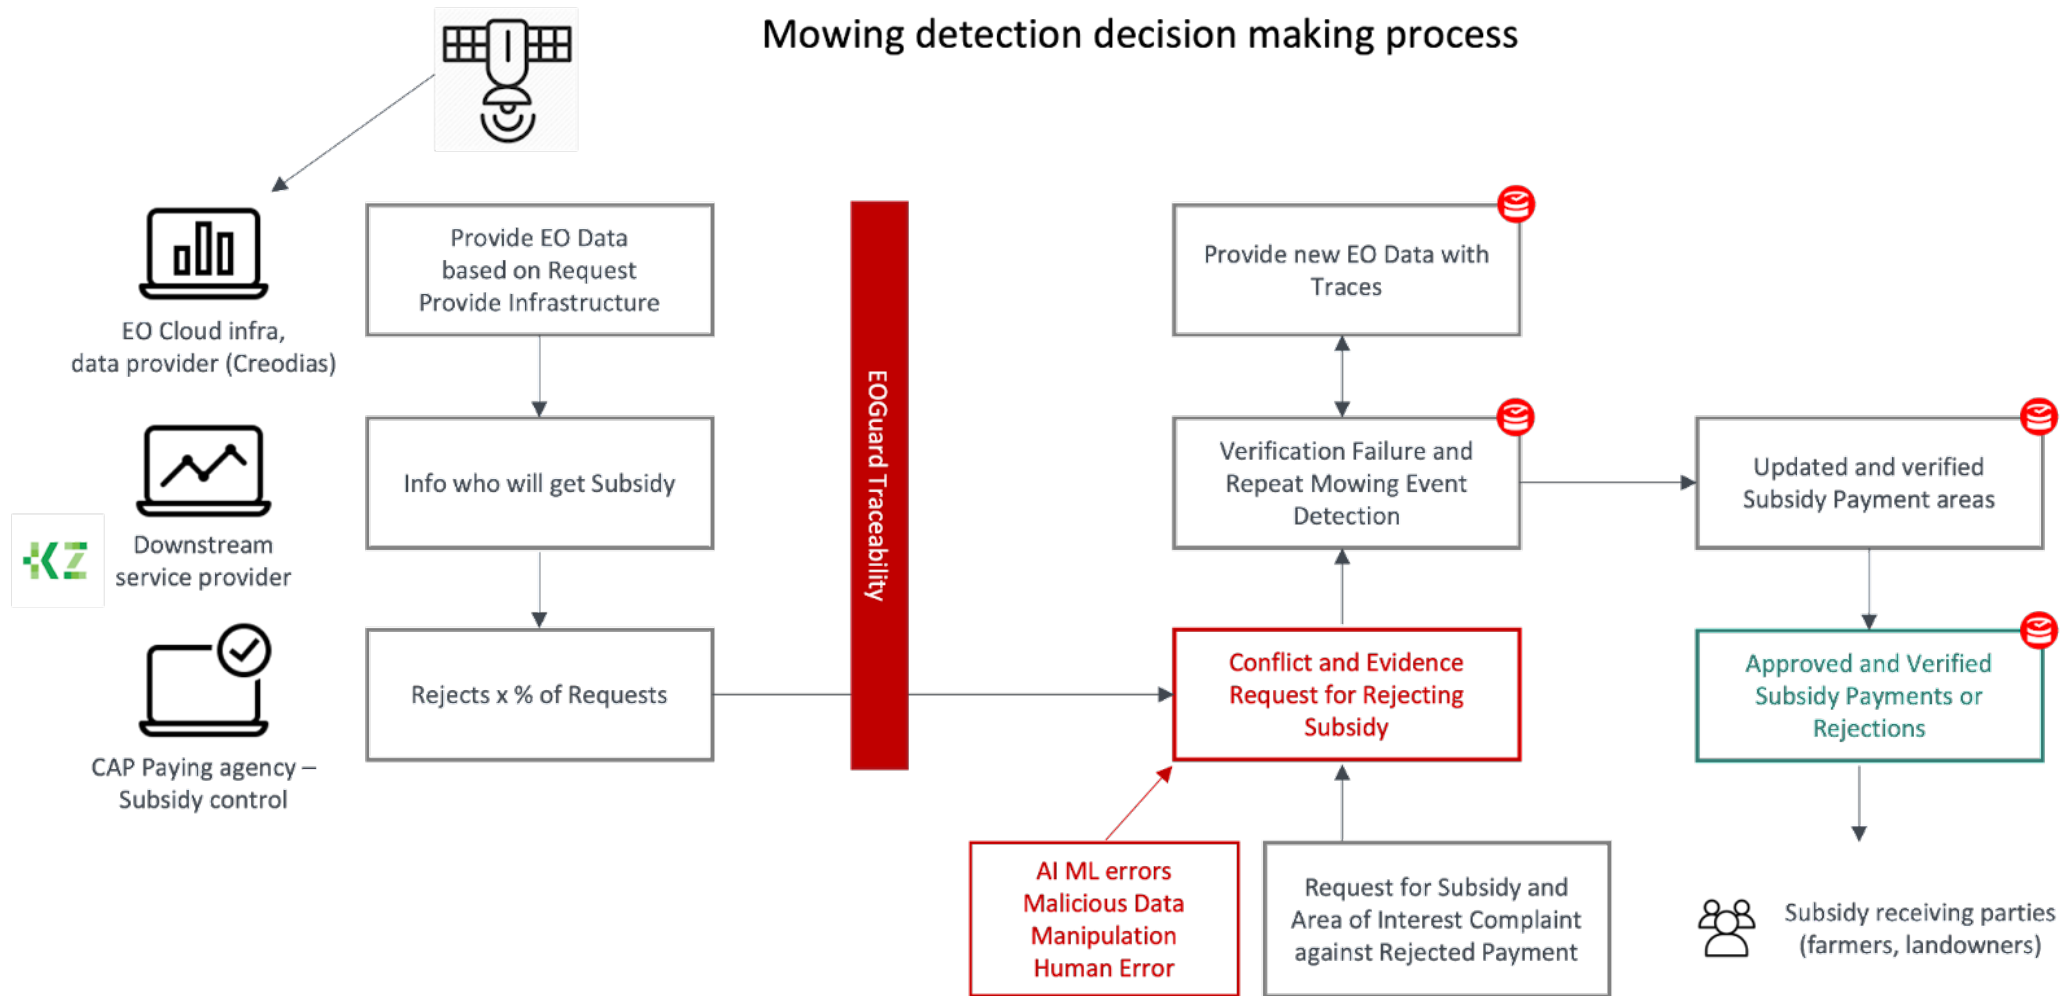 Mowing detection decision making process
EO Cloud infra,
data provider (Creodias)
Provide EO Data
based on Request
Provide Infrastructure
EOGuard Traceability
Provide new EO Data with
Traces
KZ
Downstream
service provider
Info who will get Subsidy
Verification Failure and
Repeat Mowing Event
Detection
Updated and verified
Subsidy Payment areas
CAP Paying agency –
Subsidy control
Rejects x % of Requests
Conflict and Evidence
Request for Rejecting
Subsidy
Approved and Verified
Subsidy Payments or
Rejections
AI ML errors
Malicious Data
Manipulation
Human Error
Request for Subsidy and
Area of Interest Complaint
against Rejected Payment
Subsidy receiving parties
(farmers, landowners)